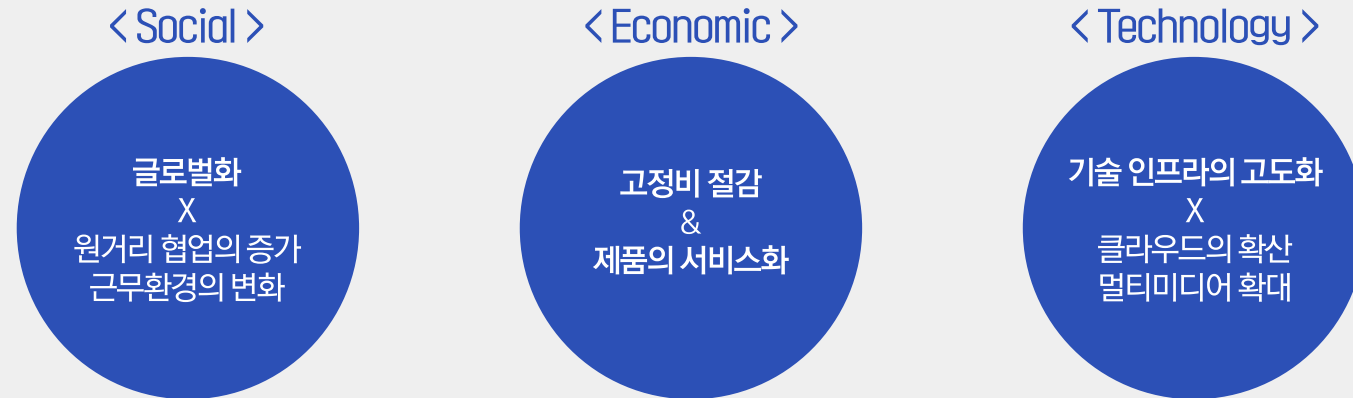 < Social >
글로벌화
X
원거리 협업의 증가
근무환경의 변화
< Economic >
고정비 절감
&
제품의 서비스화
< Technology >
기술 인프라의 고도화
X
클라우드의 확산
멀티미디어 확대